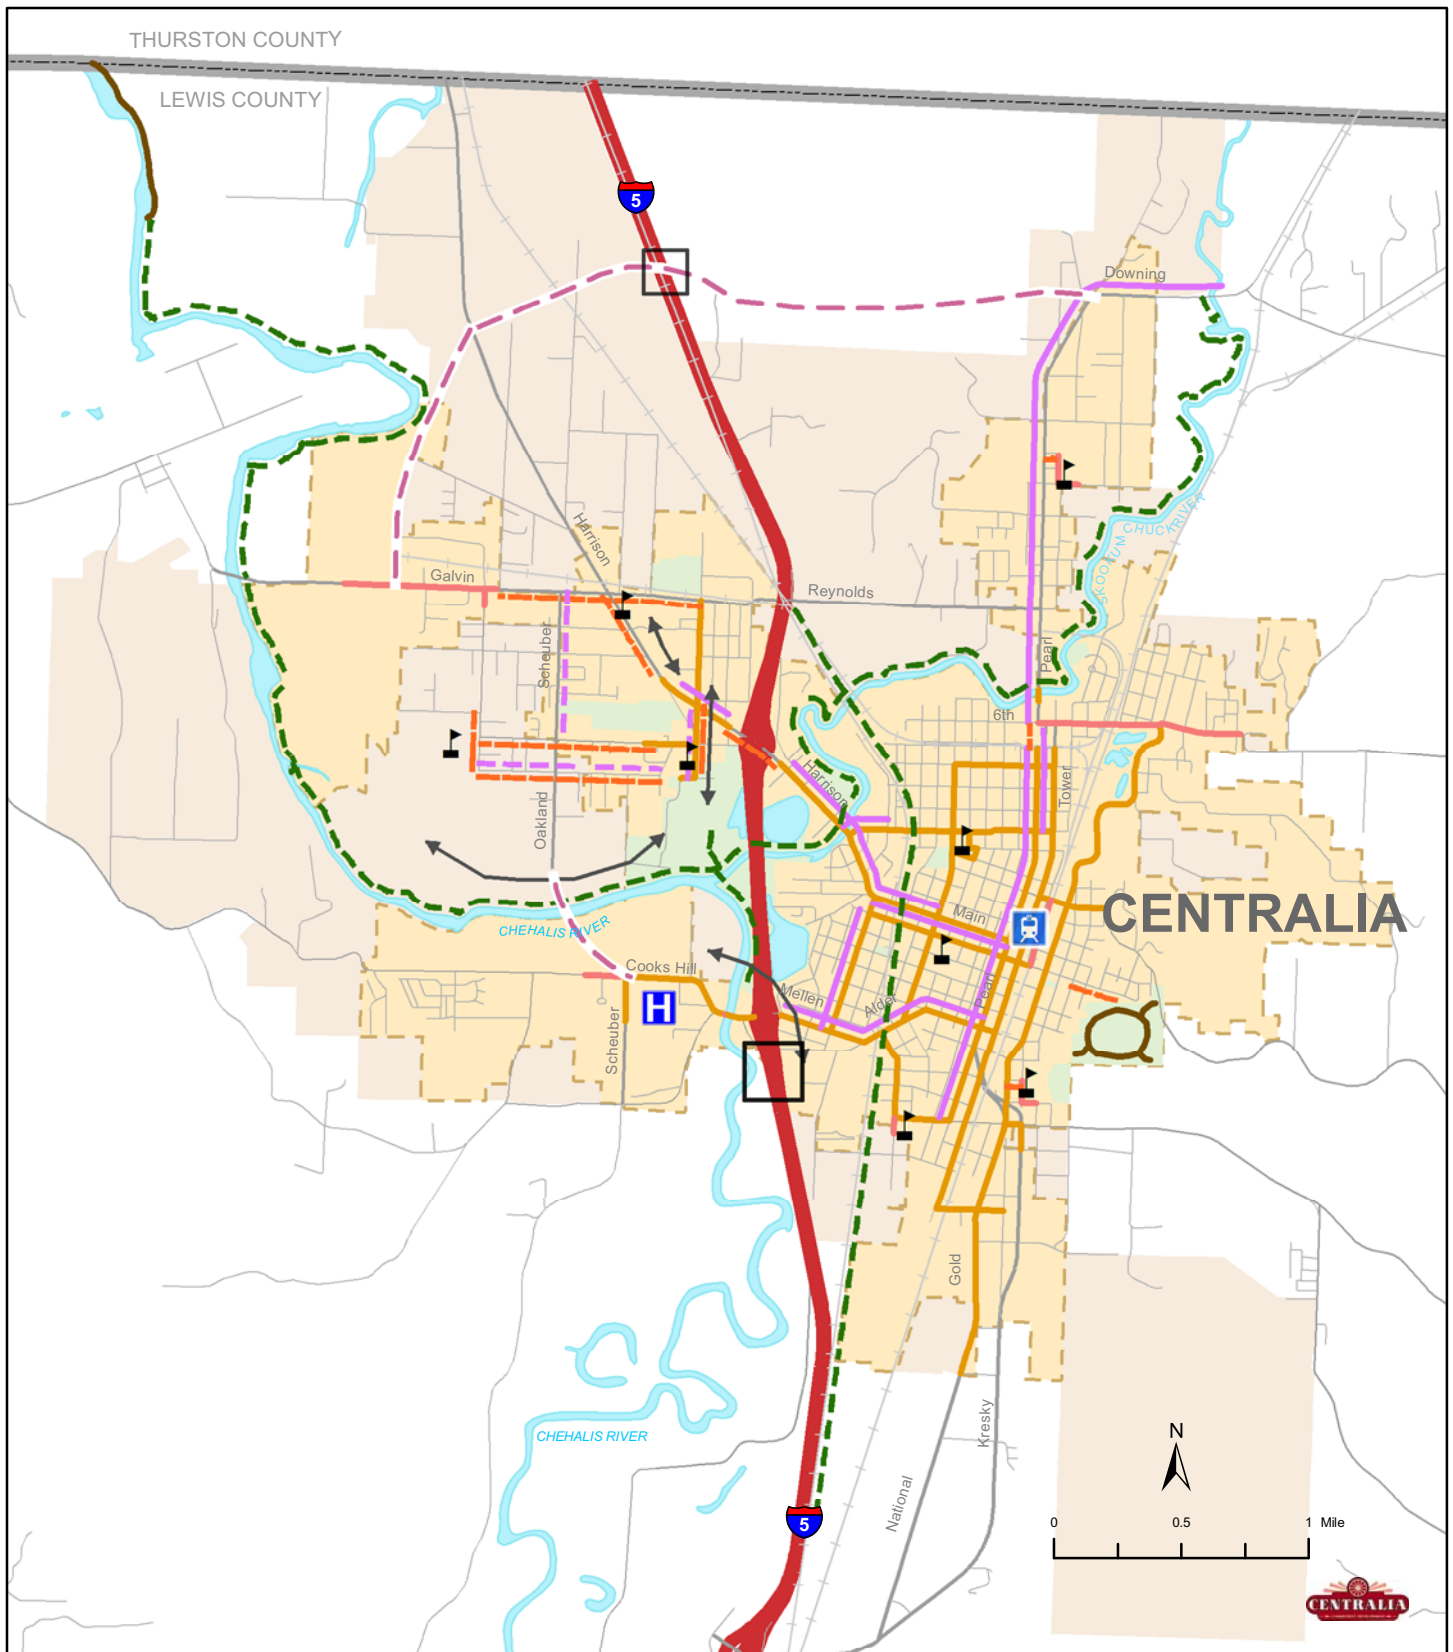 THURSTON COUNTY
LEWIS COUNTY
5
Downing
Harrison
SKOOKUM CHUCK RIVER
Galvin
Reynolds
Scheuber
Pearl
6th
Harrison
Tower
Oakland
CENTRALIA
Main
CHEHALIS RIVER
Cooks Hill
Mellen
Alder
Pearl
H
Scheuber
Gold
CHEHALIS RIVER
Kresky
N
National
5
0 0.5 1 Mile
CENTRALIA